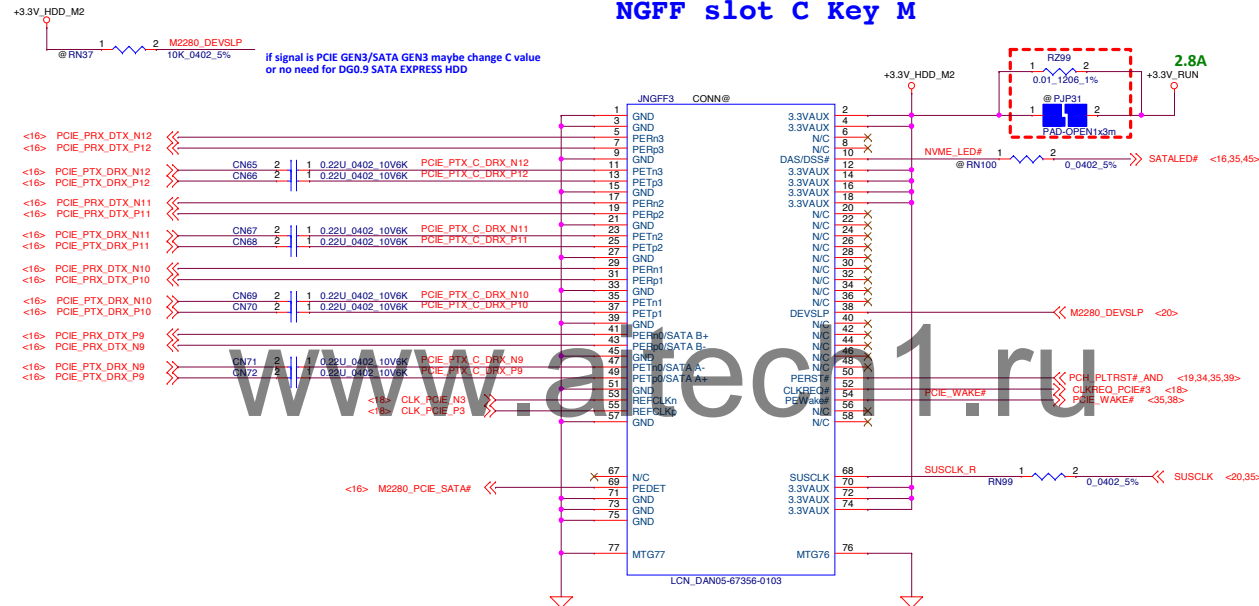 NGFF slot C Key M
+3.3V_HDD_M2
@RN37 1 2 M2280_DEVSLP
10K_0402_5%
if signal is PCIE GEN3/SATA GEN3 maybe change C value
or no need for DG0.9 SATA EXPRESS HDD
2.8A
+3.3V_HDD_M2
RZ99
1 2
0.01_1206_1%
+3.3V_RUN
@PJP31
1 2
PAD-OPEN1x3m
JNGFF3 CONN@
1 GND 3.3VAUX 2
3 GND 3.3VAUX 4
<16> PCIE_PRX_DTX_N12 5 PERn3 N/C 6
<16> PCIE_PRX_DTX_P12 7 PERp3 N/C 8
9 GND DAS/DSS# 10 NVME_LED# @RN100 1 2 0_0402_5% SATALED# <16,35,45>
<16> PCIE_PTX_DRX_N12 CN65 2 1 0.22U_0402_10V6K PCIE_PTX_C_DRX_N12 11 PETn3 3.3VAUX 12
<16> PCIE_PTX_DRX_P12 CN66 2 1 0.22U_0402_10V6K PCIE_PTX_C_DRX_P12 13 PETp3 3.3VAUX 14
15 GND 3.3VAUX 16
<16> PCIE_PRX_DTX_N11 17 PERn2 3.3VAUX 18
<16> PCIE_PRX_DTX_P11 19 PERp2 N/C 20
21 GND N/C 22
<16> PCIE_PTX_DRX_N11 CN67 2 1 0.22U_0402_10V6K PCIE_PTX_C_DRX_N11 23 PETn2 N/C 24
<16> PCIE_PTX_DRX_P11 CN68 2 1 0.22U_0402_10V6K PCIE_PTX_C_DRX_P11 25 PETp2 N/C 26
27 GND N/C 28
<16> PCIE_PRX_DTX_N10 29 PERn1 N/C 30
<16> PCIE_PRX_DTX_P10 31 PERp1 N/C 32
33 GND N/C 34
<16> PCIE_PTX_DRX_N10 CN69 2 1 0.22U_0402_10V6K PCIE_PTX_C_DRX_N10 35 PETn1 N/C 36
<16> PCIE_PTX_DRX_P10 CN70 2 1 0.22U_0402_10V6K PCIE_PTX_C_DRX_P10 37 PETp1 DEVSLP 38 M2280_DEVSLP <20>
39 GND N/C 40
<16> PCIE_PRX_DTX_P9 41 PERn0/SATA B+ N/C 42
<16> PCIE_PRX_DTX_N9 43 PERp0/SATA B- N/C 44
45 GND N/C 46
<16> PCIE_PTX_DRX_N9 CN71 2 1 0.22U_0402_10V6K PCIE_PTX_C_DRX_N9 47 PETn0/SATA A- N/C 48
<16> PCIE_PTX_DRX_P9 CN72 2 1 0.22U_0402_10V6K PCIE_PTX_C_DRX_P9 49 PETp0/SATA A+ PERST# 50 PCH_PLTRST#_AND <19,34,35,39>
51 GND CLKREQ# 52 CLKREQ_PCIE#3 <18>
<18> CLK_PCIE_N3 53 REFCLKn PEWake# 54 PCIE_WAKE# PCIE_WAKE# <35,38>
<18> CLK_PCIE_P3 55 REFCLKp N/C 56
57 GND N/C 58
67 N/C SUSCLK 68 SUSCLK_R RN99 1 2 0_0402_5% SUSCLK <20,35>
<16> M2280_PCIE_SATA# 69 PEDET 3.3VAUX 70
71 GND 3.3VAUX 72
73 GND 3.3VAUX 74
75 GND
77 MTG77 MTG76 76
LCN_DAN05-67356-0103
www.aitech1.ru